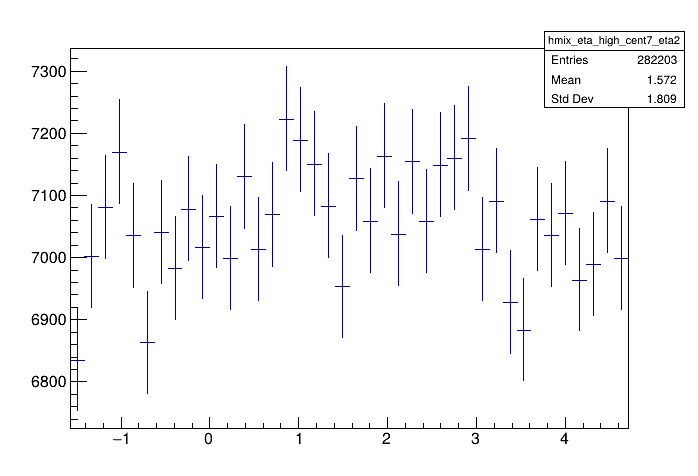 hmix_eta_high_cent7_eta2
Entries 282203
Mean 1.572
Std Dev 1.809
7300
7200
7100
7000
6900
6800
−1 0 1 2 3 4